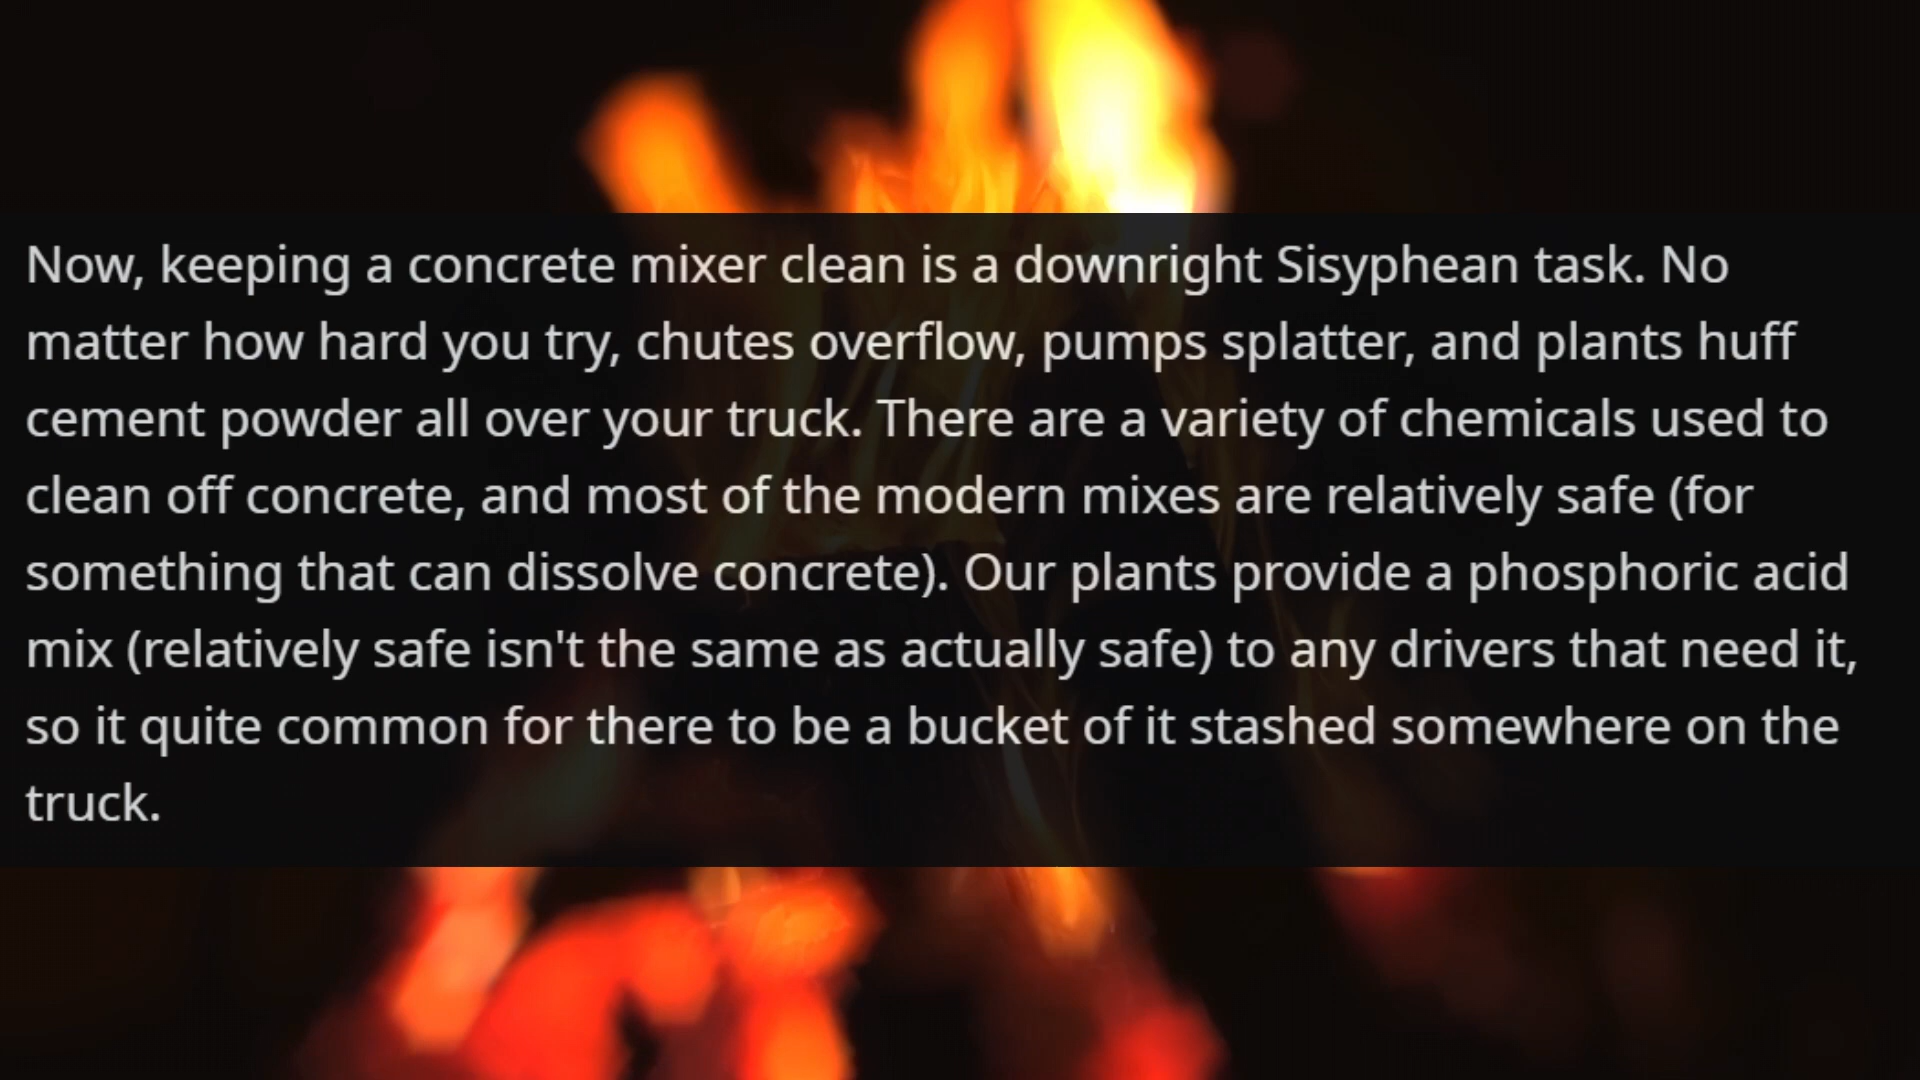 Now, keeping a concrete mixer clean is a downright Sisyphean task. No
matter how hard you try, chutes overflow, pumps splatter, and plants huff
cement powder all over your truck. There are a variety of chemicals used to
clean off concrete, and most of the modern mixes are relatively safe (for
something that can dissolve concrete). Our plants provide a phosphoric acid
mix (relatively safe isn't the same as actually safe) to any drivers that need it,
so it quite common for there to be a bucket of it stashed somewhere on the
truck.